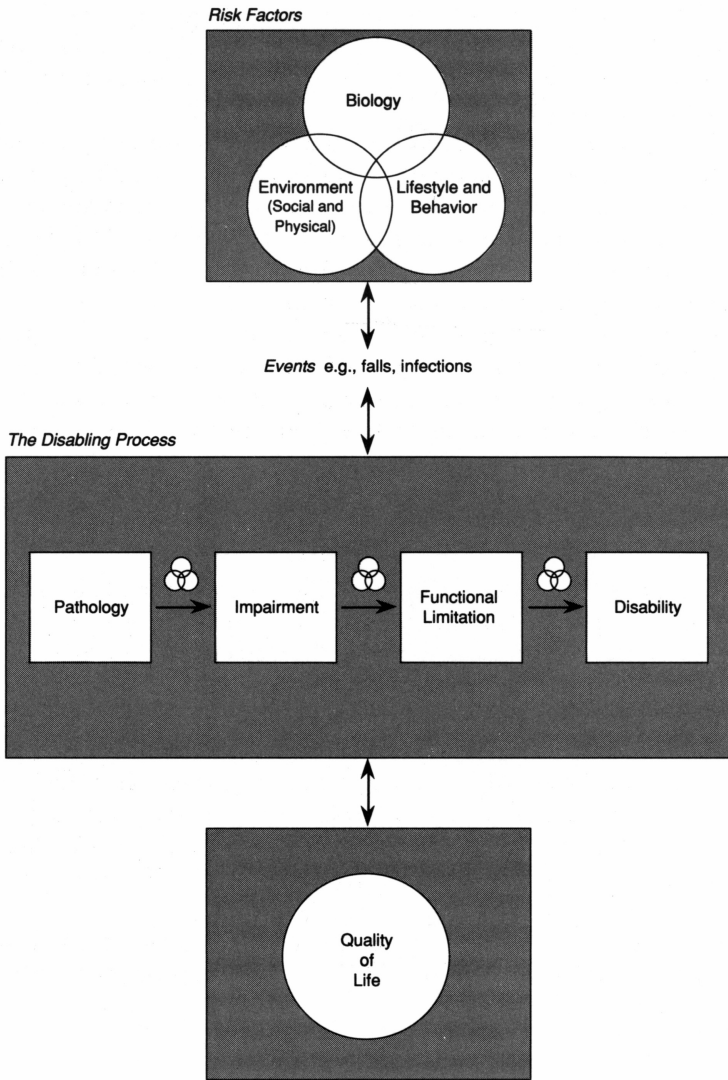 Risk Factors
Biology
Environment
(Social and
Physical)
Lifestyle and
Behavior
Events e.g., falls, infections
The Disabling Process
Pathology
Impairment
Functional
Limitation
Disability
Quality
of
Life